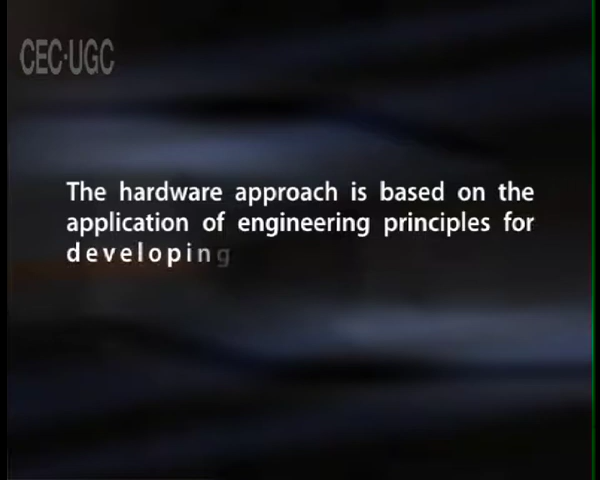 CEC·UGC
The hardware approach is based on the
application of engineering principles for
developing